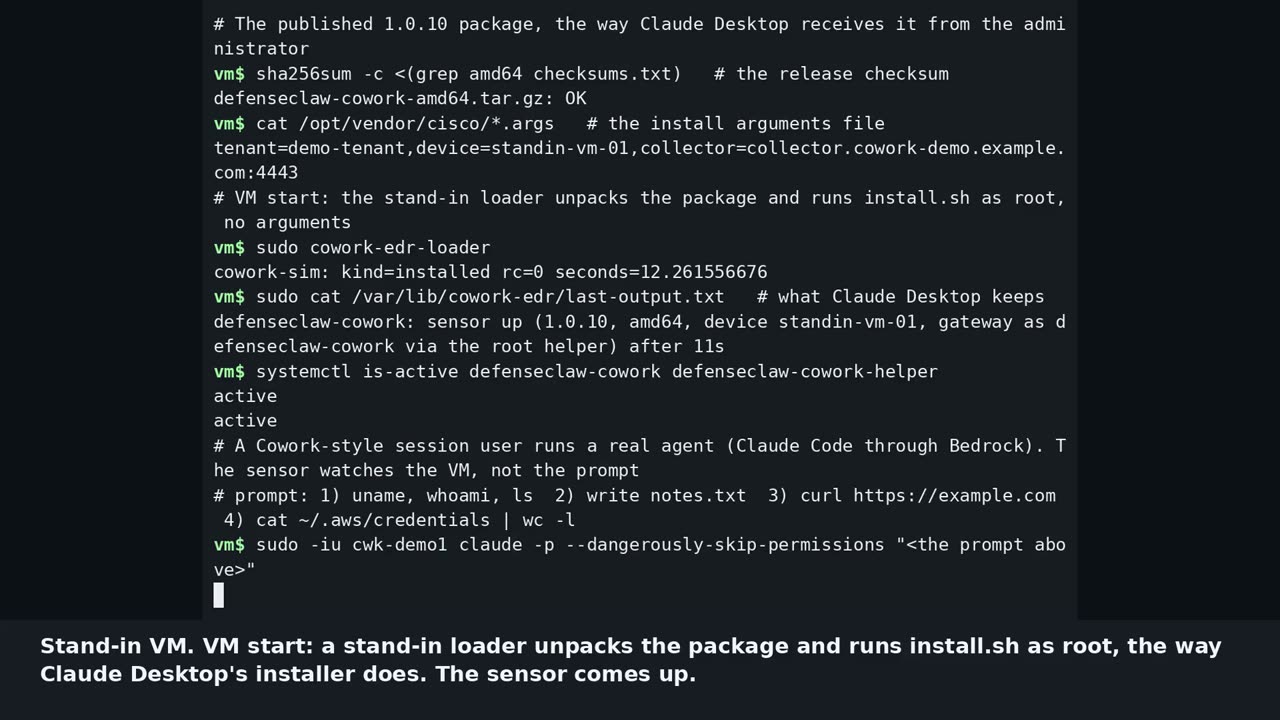 # The published 1.0.10 package, the way Claude Desktop receives it from the admi
nistrator
vm$ sha256sum -c <(grep amd64 checksums.txt)   # the release checksum
defenseclaw-cowork-amd64.tar.gz: OK
vm$ cat /opt/vendor/cisco/*.args   # the install arguments file
tenant=demo-tenant,device=standin-vm-01,collector=collector.cowork-demo.example.
com:4443
# VM start: the stand-in loader unpacks the package and runs install.sh as root,
 no arguments
vm$ sudo cowork-edr-loader
cowork-sim: kind=installed rc=0 seconds=12.261556676
vm$ sudo cat /var/lib/cowork-edr/last-output.txt   # what Claude Desktop keeps
defenseclaw-cowork: sensor up (1.0.10, amd64, device standin-vm-01, gateway as d
efenseclaw-cowork via the root helper) after 11s
vm$ systemctl is-active defenseclaw-cowork defenseclaw-cowork-helper
active
active
# A Cowork-style session user runs a real agent (Claude Code through Bedrock). T
he sensor watches the VM, not the prompt
# prompt: 1) uname, whoami, ls  2) write notes.txt  3) curl https://example.com
 4) cat ~/.aws/credentials | wc -l
vm$ sudo -iu cwk-demo1 claude -p --dangerously-skip-permissions "<the prompt abo
ve>"
Stand-in VM. VM start: a stand-in loader unpacks the package and runs install.sh as root, the way
Claude Desktop's installer does. The sensor comes up.